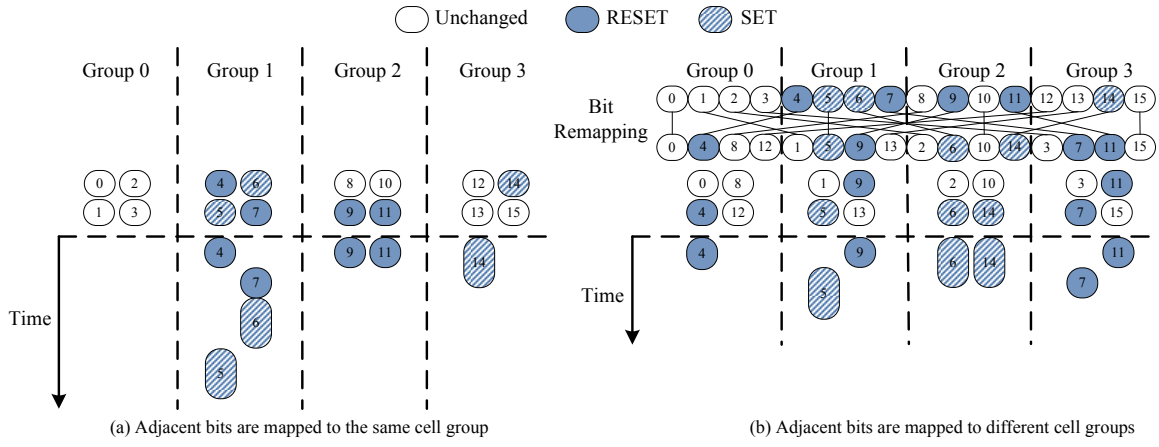 Unchanged RESET SET
Group 0 Group 1 Group 2 Group 3
0 2 4 6 8 10 12 14
1 3 5 7 9 11 13 15
4 9 11 14
7
6
5
Time
(a) Adjacent bits are mapped to the same cell group
Group 0 Group 1 Group 2 Group 3
Bit
Remapping
0 1 2 3 4 5 6 7 8 9 10 11 12 13 14 15
0 4 8 12 1 5 9 13 2 6 10 14 3 7 11 15
0 8 1 9 2 10 3 11
4 12 5 13 6 14 7 15
4 9 6 14 11
5 7
Time
(b) Adjacent bits are mapped to different cell groups